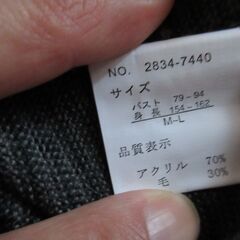 NO. 2834-7440
サイズ
バスト 79-94
身長 154-162
M-L
品質表示
アクリル 70%
毛 30%